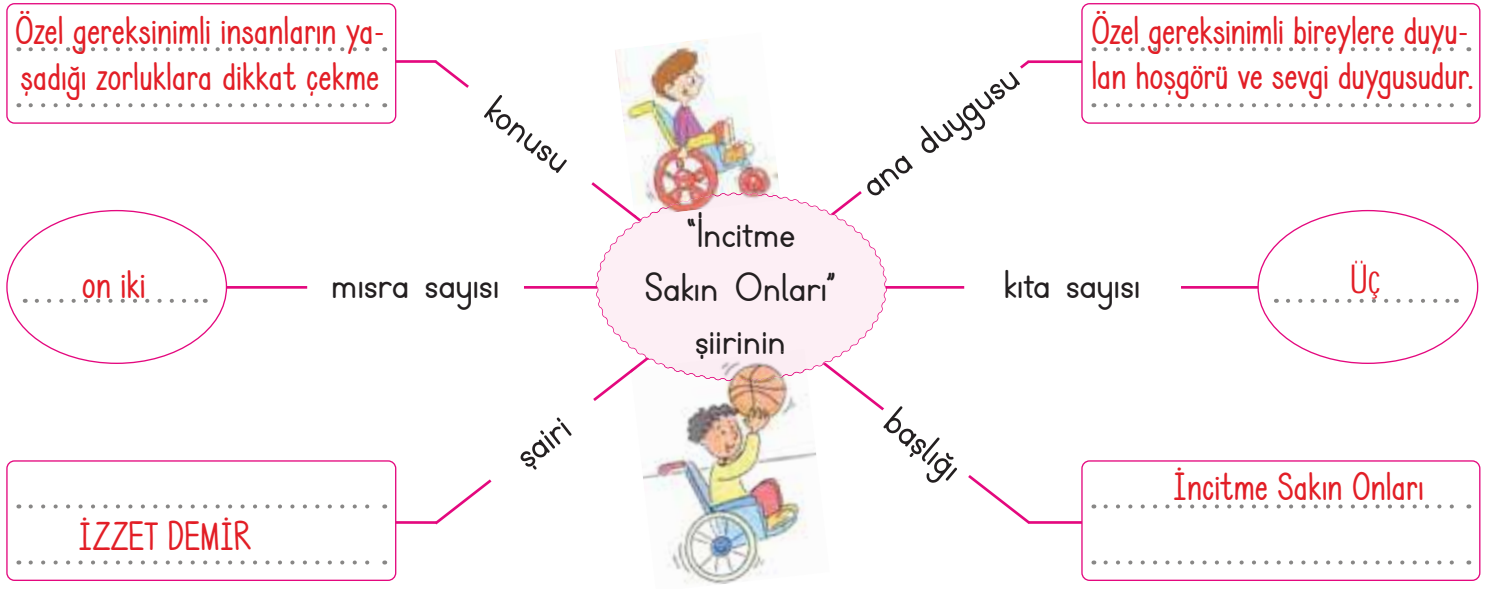 Özel gereksinimli insanların ya-
şadığı zorluklara dikkat çekme
konusu
Özel gereksinimli bireylere duyu-
lan hoşgörü ve sevgi duygusudur.
ana duygusu
"İncitme
Sakın Onları"
şiirinin
on iki
mısra sayısı
kıta sayısı
Üç
şairi
İZZET DEMİR
başlığı
İncitme Sakın Onları